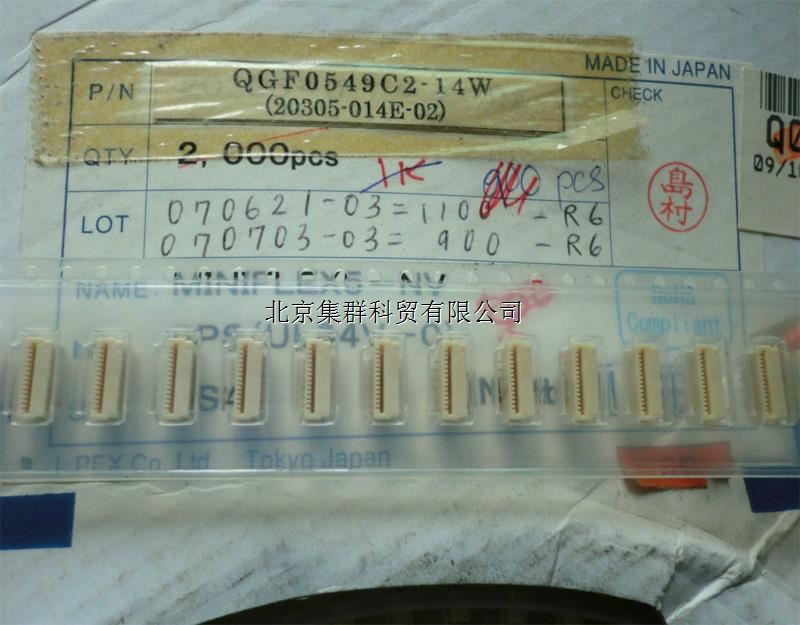 MADE IN JAPAN
P/N QGF0549C2-14W
(20305-014E-02)
CHECK
QTY 2,000pcs
1K pcs
島村
09/1
LOT 070621-03=1100 -R6
070703-03= 900 -R6
NAME: MINIFLEX5-NV
RoHS
Compliant
北京集群科贸有限公司
I-PEX Co., Ltd. Tokyo Japan